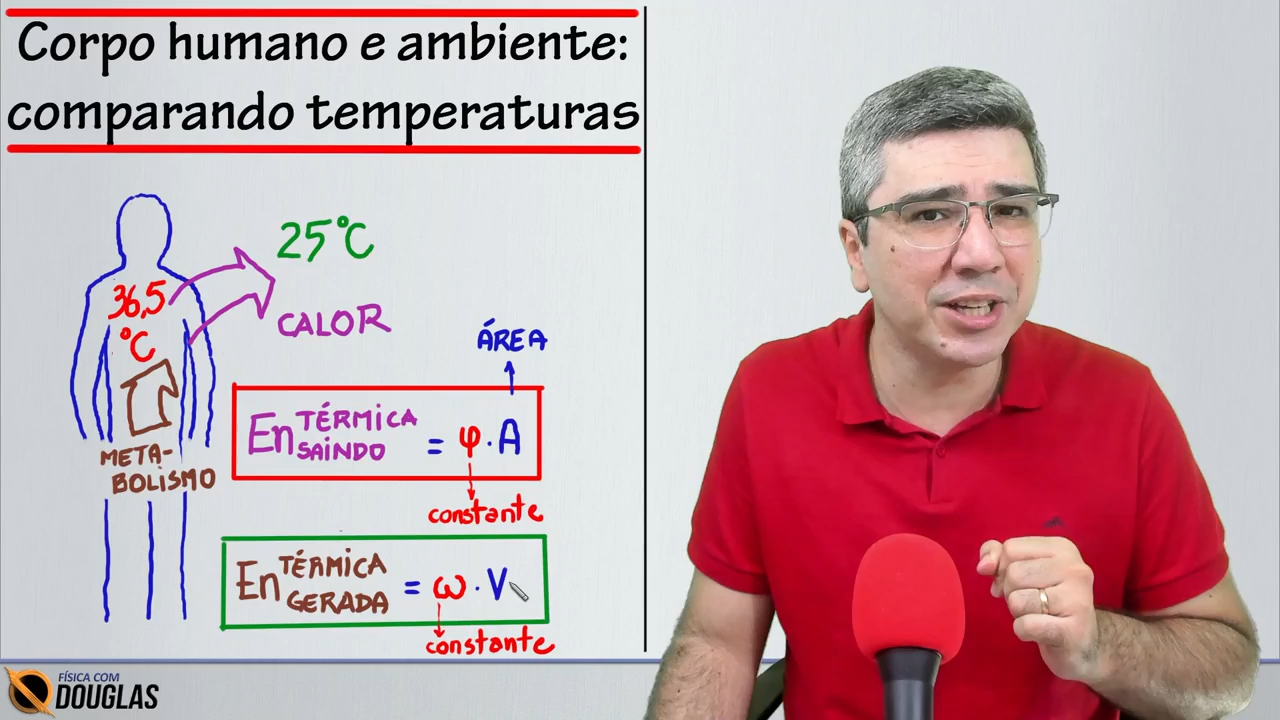 Corpo humano e ambiente:
comparando temperaturas
25°C
36,5
°C
CALOR
ÁREA
En TÉRMICA SAÍNDO = φ · A
constante
META-
BOLISMO
En TÉRMICA GERADA = ω · V
constante
FÍSICA COM
DOUGLAS